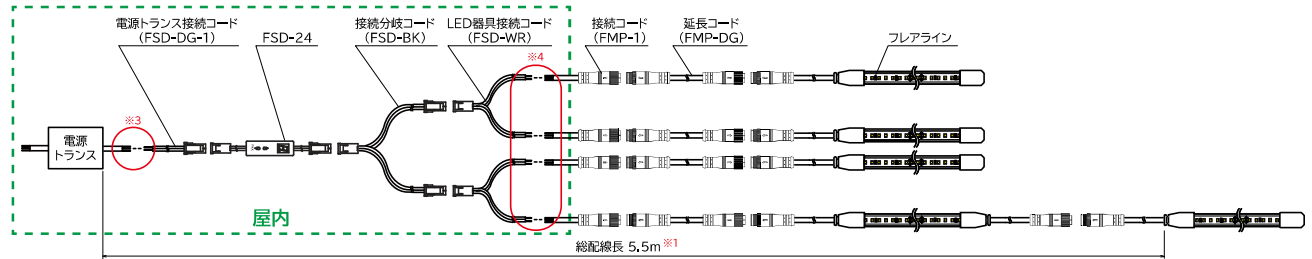 電源トランス接続コード
(FSD-DG-1)
FSD-24
接続分岐コード
(FSD-BK)
LED器具接続コード
(FSD-WR)
接続コード
(FMP-1)
延長コード
(FMP-DG)
フレアライン
※4
※3
電源
トランス
屋内
総配線長 5.5m※1